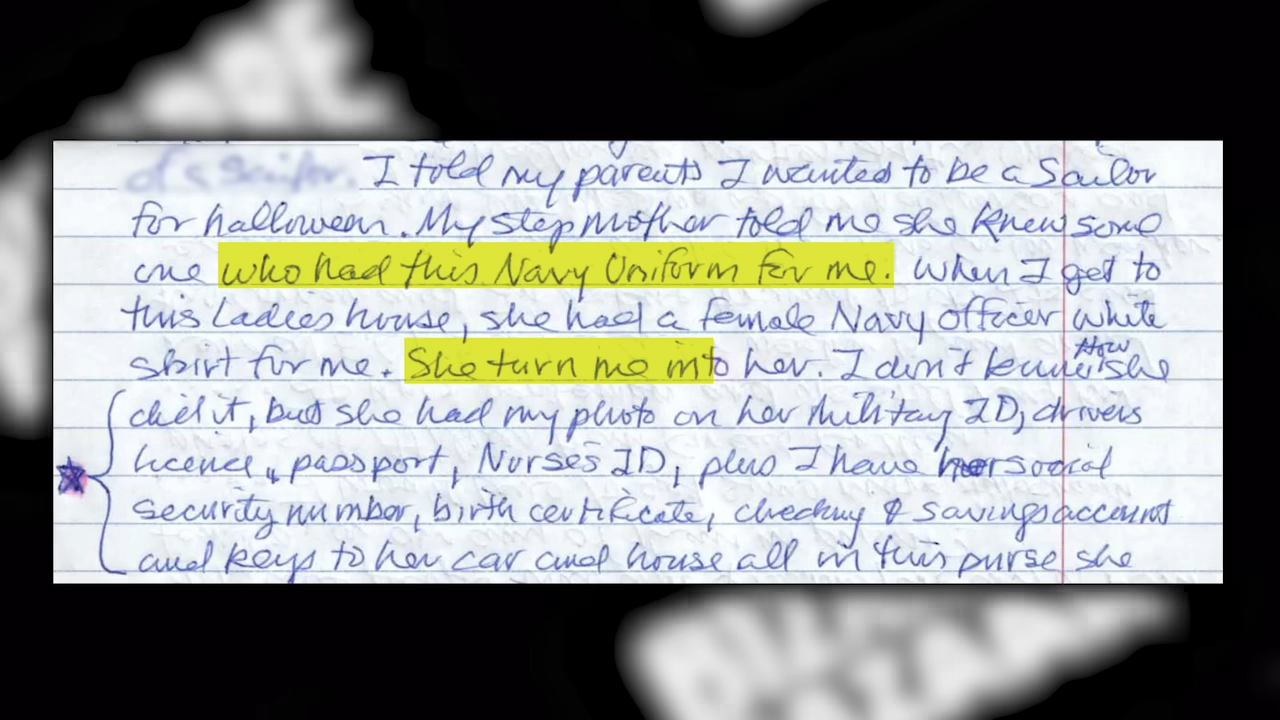 I told my parents I wanted to be a Sailor
for halloween. My step mother told me she knew some
one who had this Navy Uniform for me. When I get to
this Ladies house, she had a female Navy officer white
shirt for me. She turn me into her. I don't know How she
did it, but she had my photo on her Military ID, drivers
licence, passport, Nurse's ID, plus I have her social
security number, birth certificate, checking & savings account
and keys to her car and house all in this purse she